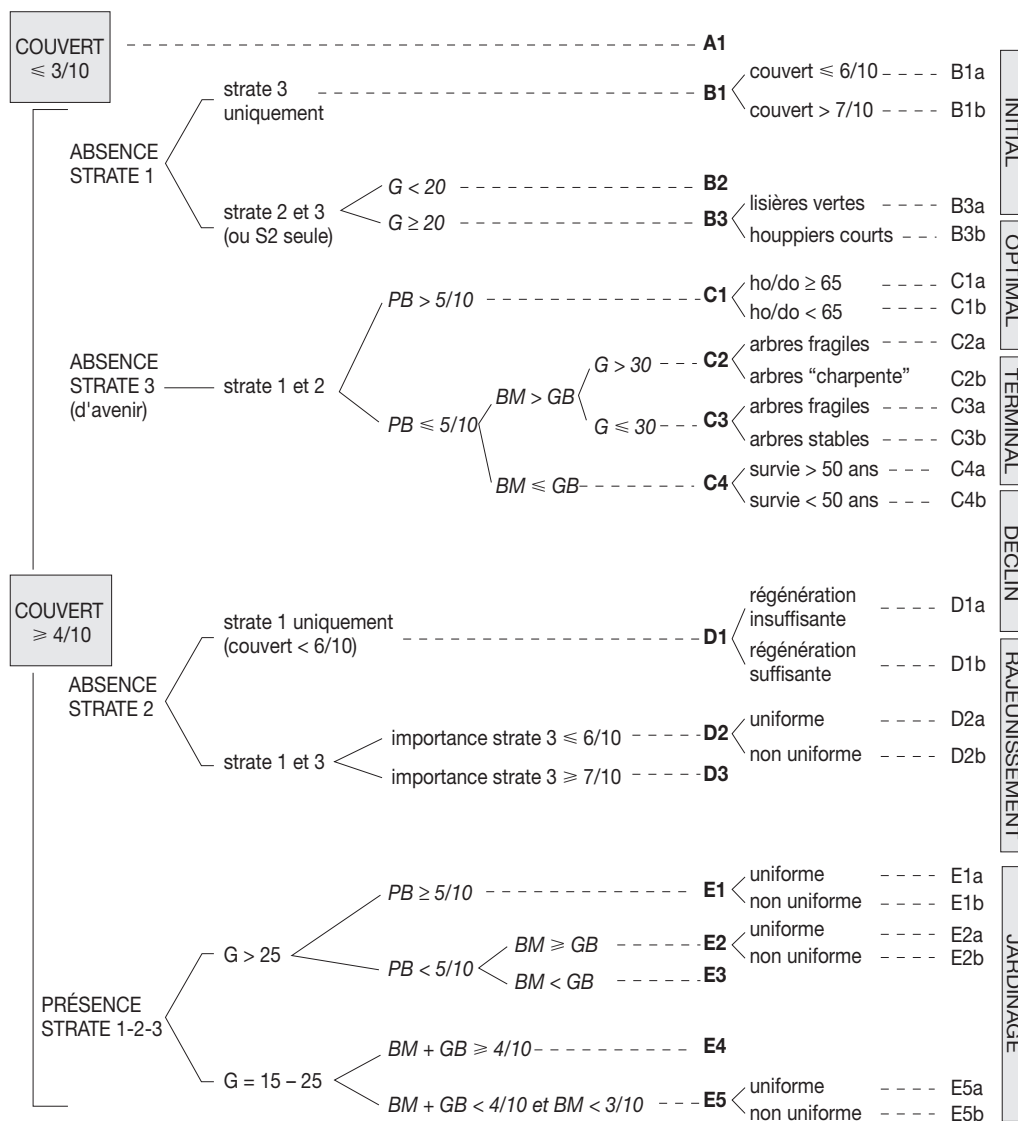 COUVERT
⩽ 3/10
A1
strate 3
uniquement
B1
couvert ⩽ 6/10
B1a
couvert > 7/10
B1b
INITIAL
ABSENCE
STRATE 1
strate 2 et 3
(ou S2 seule)
G < 20
B2
G ≥ 20
B3
lisières vertes
B3a
houppiers courts
B3b
OPTIMAL
ABSENCE
STRATE 3
(d'avenir)
strate 1 et 2
PB > 5/10
C1
ho/do ≥ 65
C1a
ho/do < 65
C1b
PB ⩽ 5/10
BM > GB
G > 30
C2
arbres fragiles
C2a
arbres “charpente”
C2b
TERMINAL
G ⩽ 30
C3
arbres fragiles
C3a
arbres stables
C3b
BM ⩽ GB
C4
survie > 50 ans
C4a
survie < 50 ans
C4b
DECLIN
COUVERT
⩾ 4/10
ABSENCE
STRATE 2
strate 1 uniquement
(couvert < 6/10)
D1
régénération
insuffisante
D1a
régénération
suffisante
D1b
RAJEUNISSEMENT
strate 1 et 3
importance strate 3 ⩽ 6/10
D2
uniforme
D2a
non uniforme
D2b
importance strate 3 ⩾ 7/10
D3
PRÉSENCE
STRATE 1-2-3
G > 25
PB ≥ 5/10
E1
uniforme
E1a
non uniforme
E1b
PB < 5/10
BM ⩾ GB
E2
uniforme
E2a
non uniforme
E2b
BM < GB
E3
JARDINAGE
G = 15 – 25
BM + GB ⩾ 4/10
E4
BM + GB < 4/10 et BM < 3/10
E5
uniforme
E5a
non uniforme
E5b